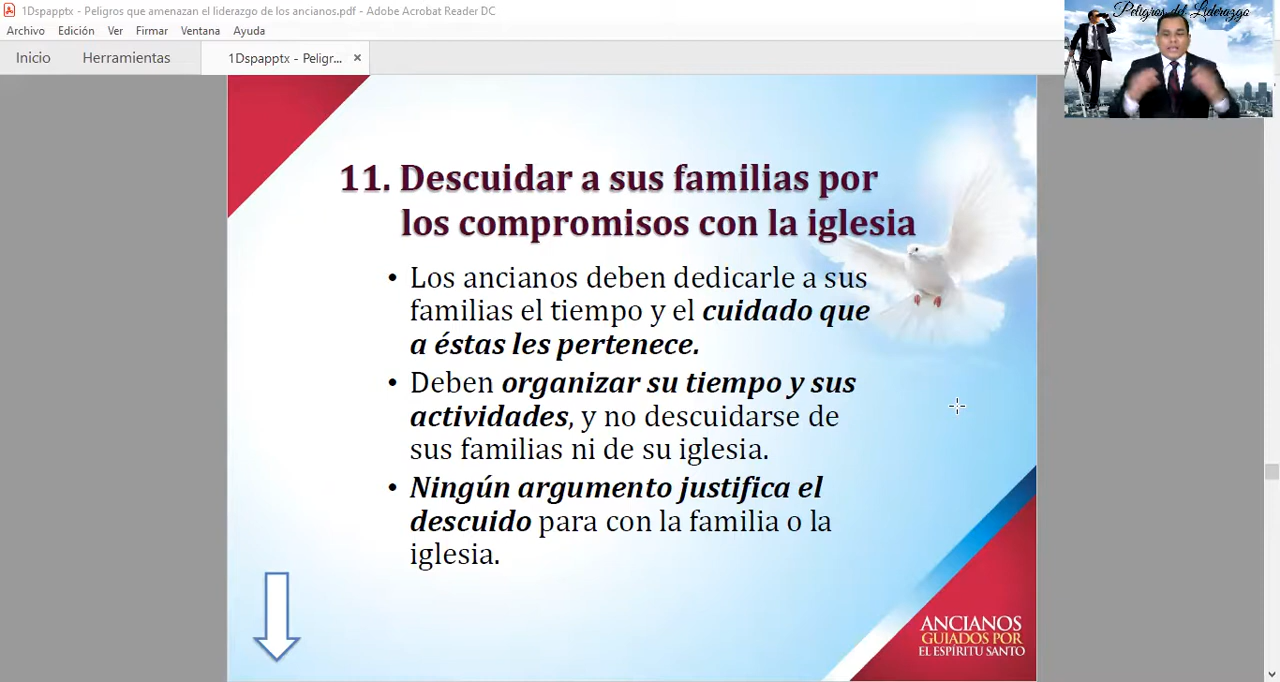 1Dspapptx - Peligros que amenazan el liderazgo de los ancianos.pdf - Adobe Acrobat Reader DC
Archivo Edición Ver Firmar Ventana Ayuda
Inicio Herramientas 1Dspapptx - Peligr... ×
Peligros del Liderazgo
11. Descuidar a sus familias por
los compromisos con la iglesia
• Los ancianos deben dedicarle a sus
familias el tiempo y el cuidado que
a éstas les pertenece.
• Deben organizar su tiempo y sus
actividades, y no descuidarse de
sus familias ni de su iglesia.
• Ningún argumento justifica el
descuido para con la familia o la
iglesia.
ANCIANOS
GUIADOS POR
EL ESPÍRITU SANTO